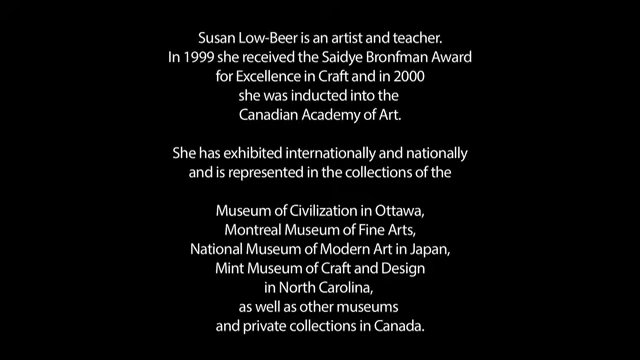 Susan Low-Beer is an artist and teacher.
In 1999 she received the Saidye Bronfman Award
for Excellence in Craft and in 2000
she was inducted into the
Canadian Academy of Art.
She has exhibited internationally and nationally
and is represented in the collections of the
Museum of Civilization in Ottawa,
Montreal Museum of Fine Arts,
National Museum of Modern Art in Japan,
Mint Museum of Craft and Design
in North Carolina,
as well as other museums
and private collections in Canada.